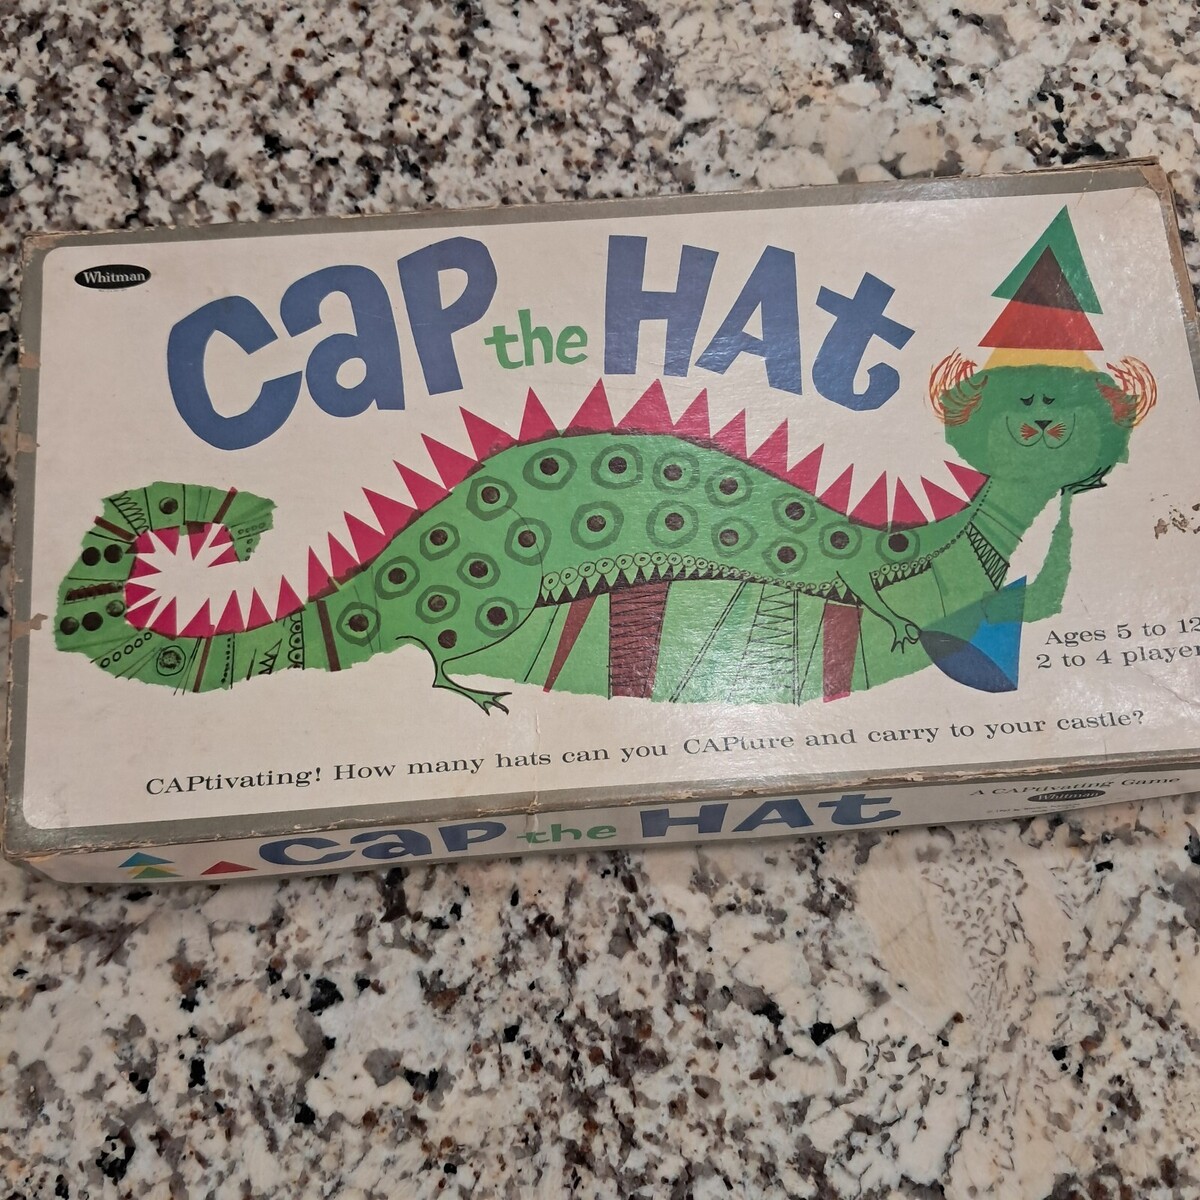 Whitman
Cap the HAt
Ages 5 to 12
2 to 4 player
CAPtivating! How many hats can you CAPture and carry to your castle?
cap the HAt
A CAPtivating Game
Whitman